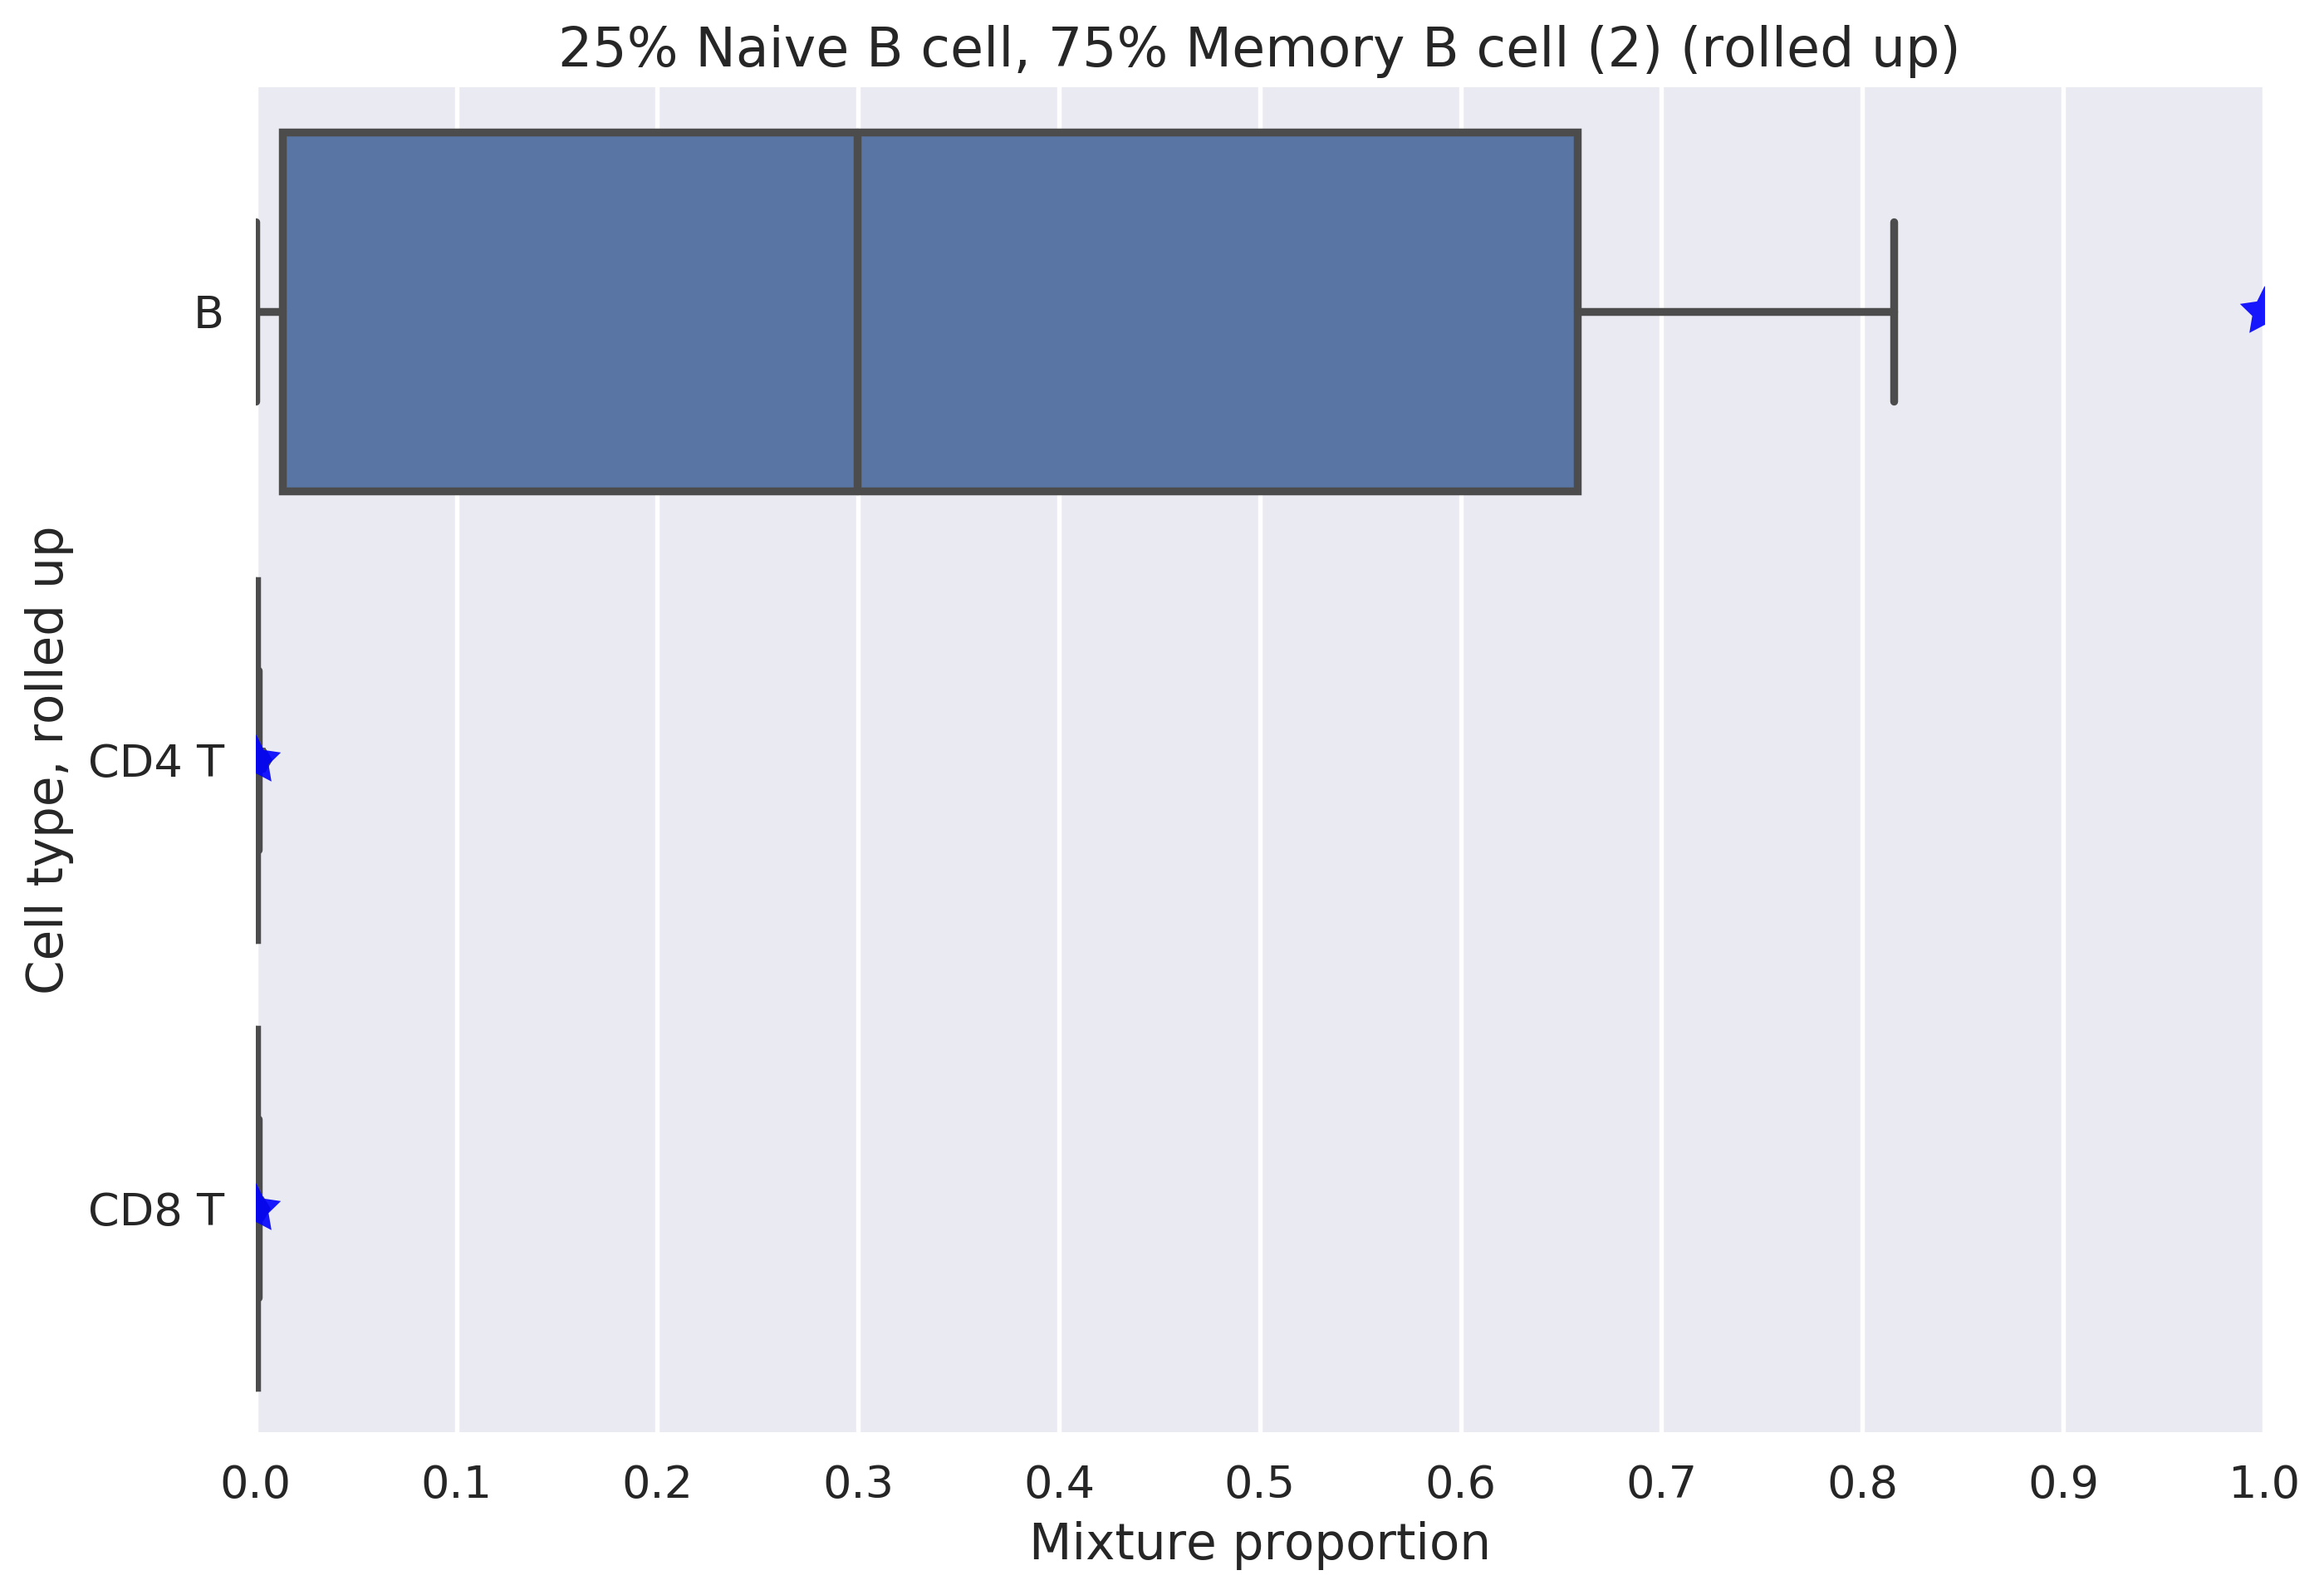 25% Naive B cell, 75% Memory B cell (2) (rolled up)
B
CD4 T
CD8 T
Cell type, rolled up
0.0 0.1 0.2 0.3 0.4 0.5 0.6 0.7 0.8 0.9 1.0
Mixture proportion